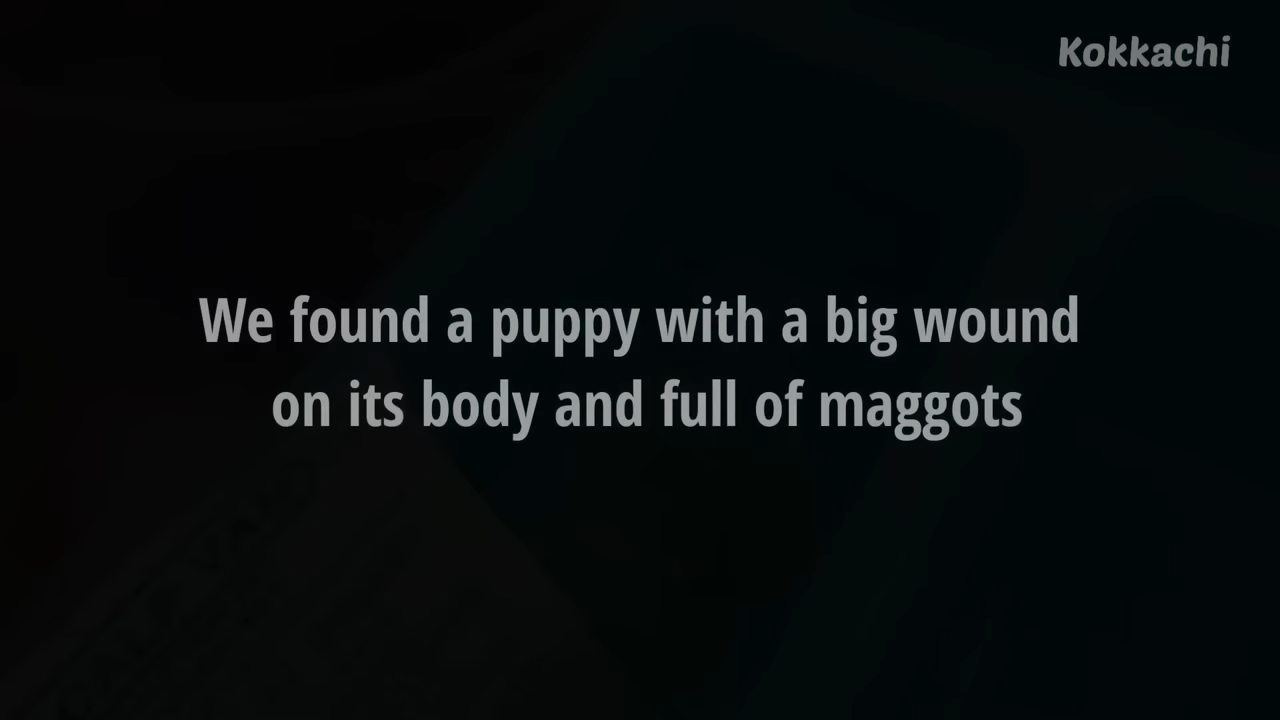 Kokkachi
We found a puppy with a big wound
on its body and full of maggots